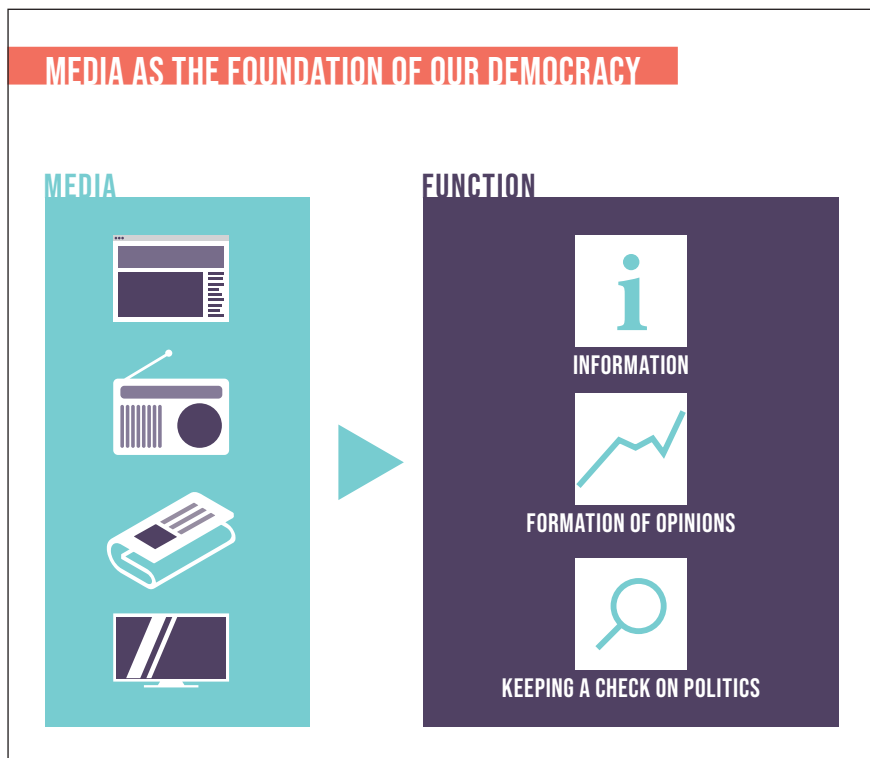 MEDIA AS THE FOUNDATION OF OUR DEMOCRACY
MEDIA
FUNCTION
i
INFORMATION
FORMATION OF OPINIONS
KEEPING A CHECK ON POLITICS